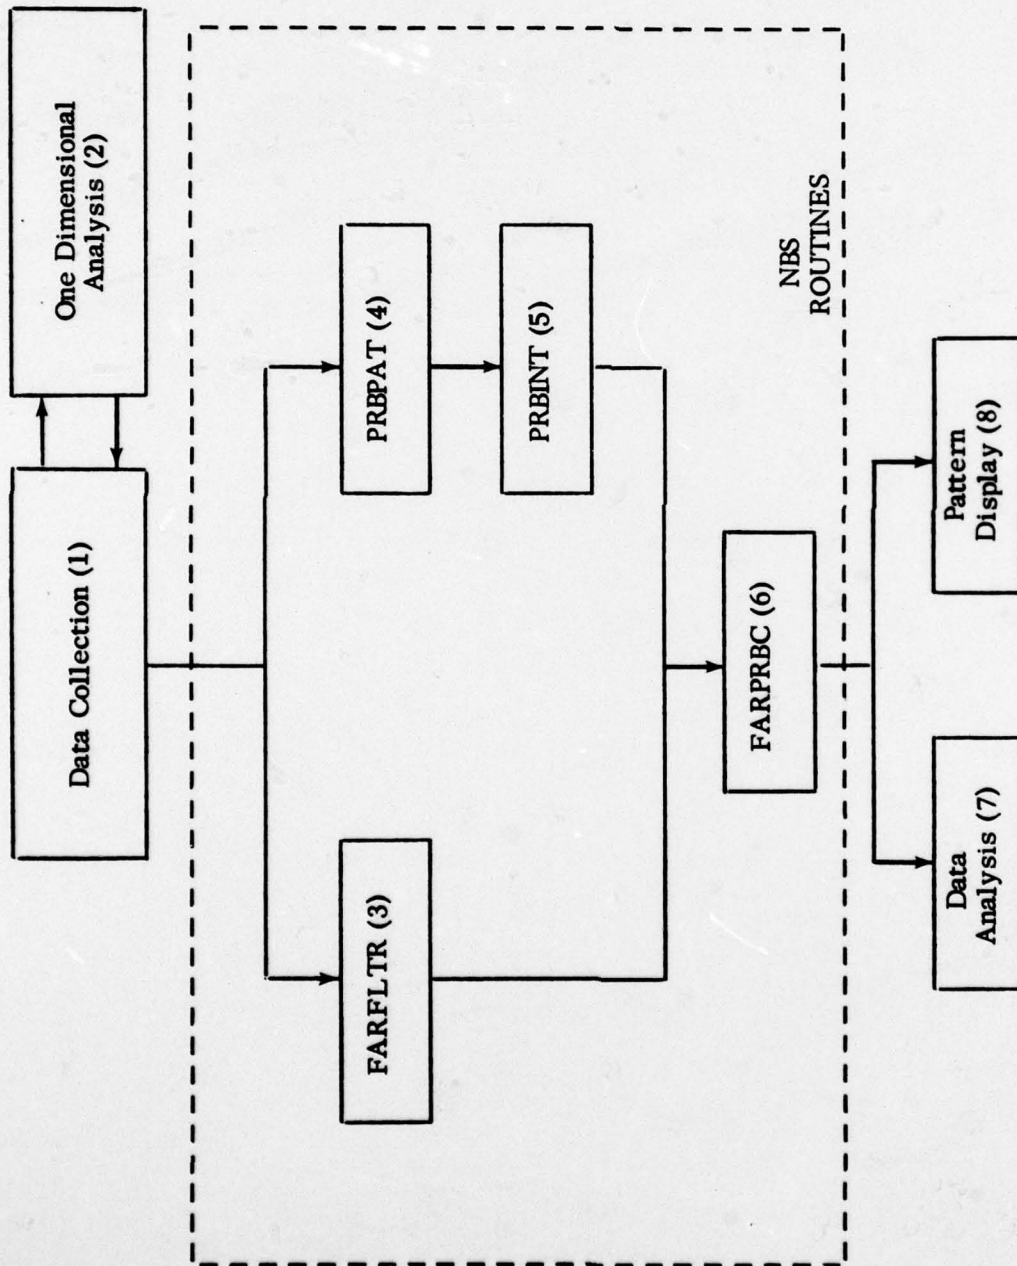 Data Collection (1)
One Dimensional
Analysis (2)
FARFLTR (3)
PRBPAT (4)
PRBINT (5)
FARPRBC (6)
NBS
ROUTINES
Data
Analysis (7)
Pattern
Display (8)